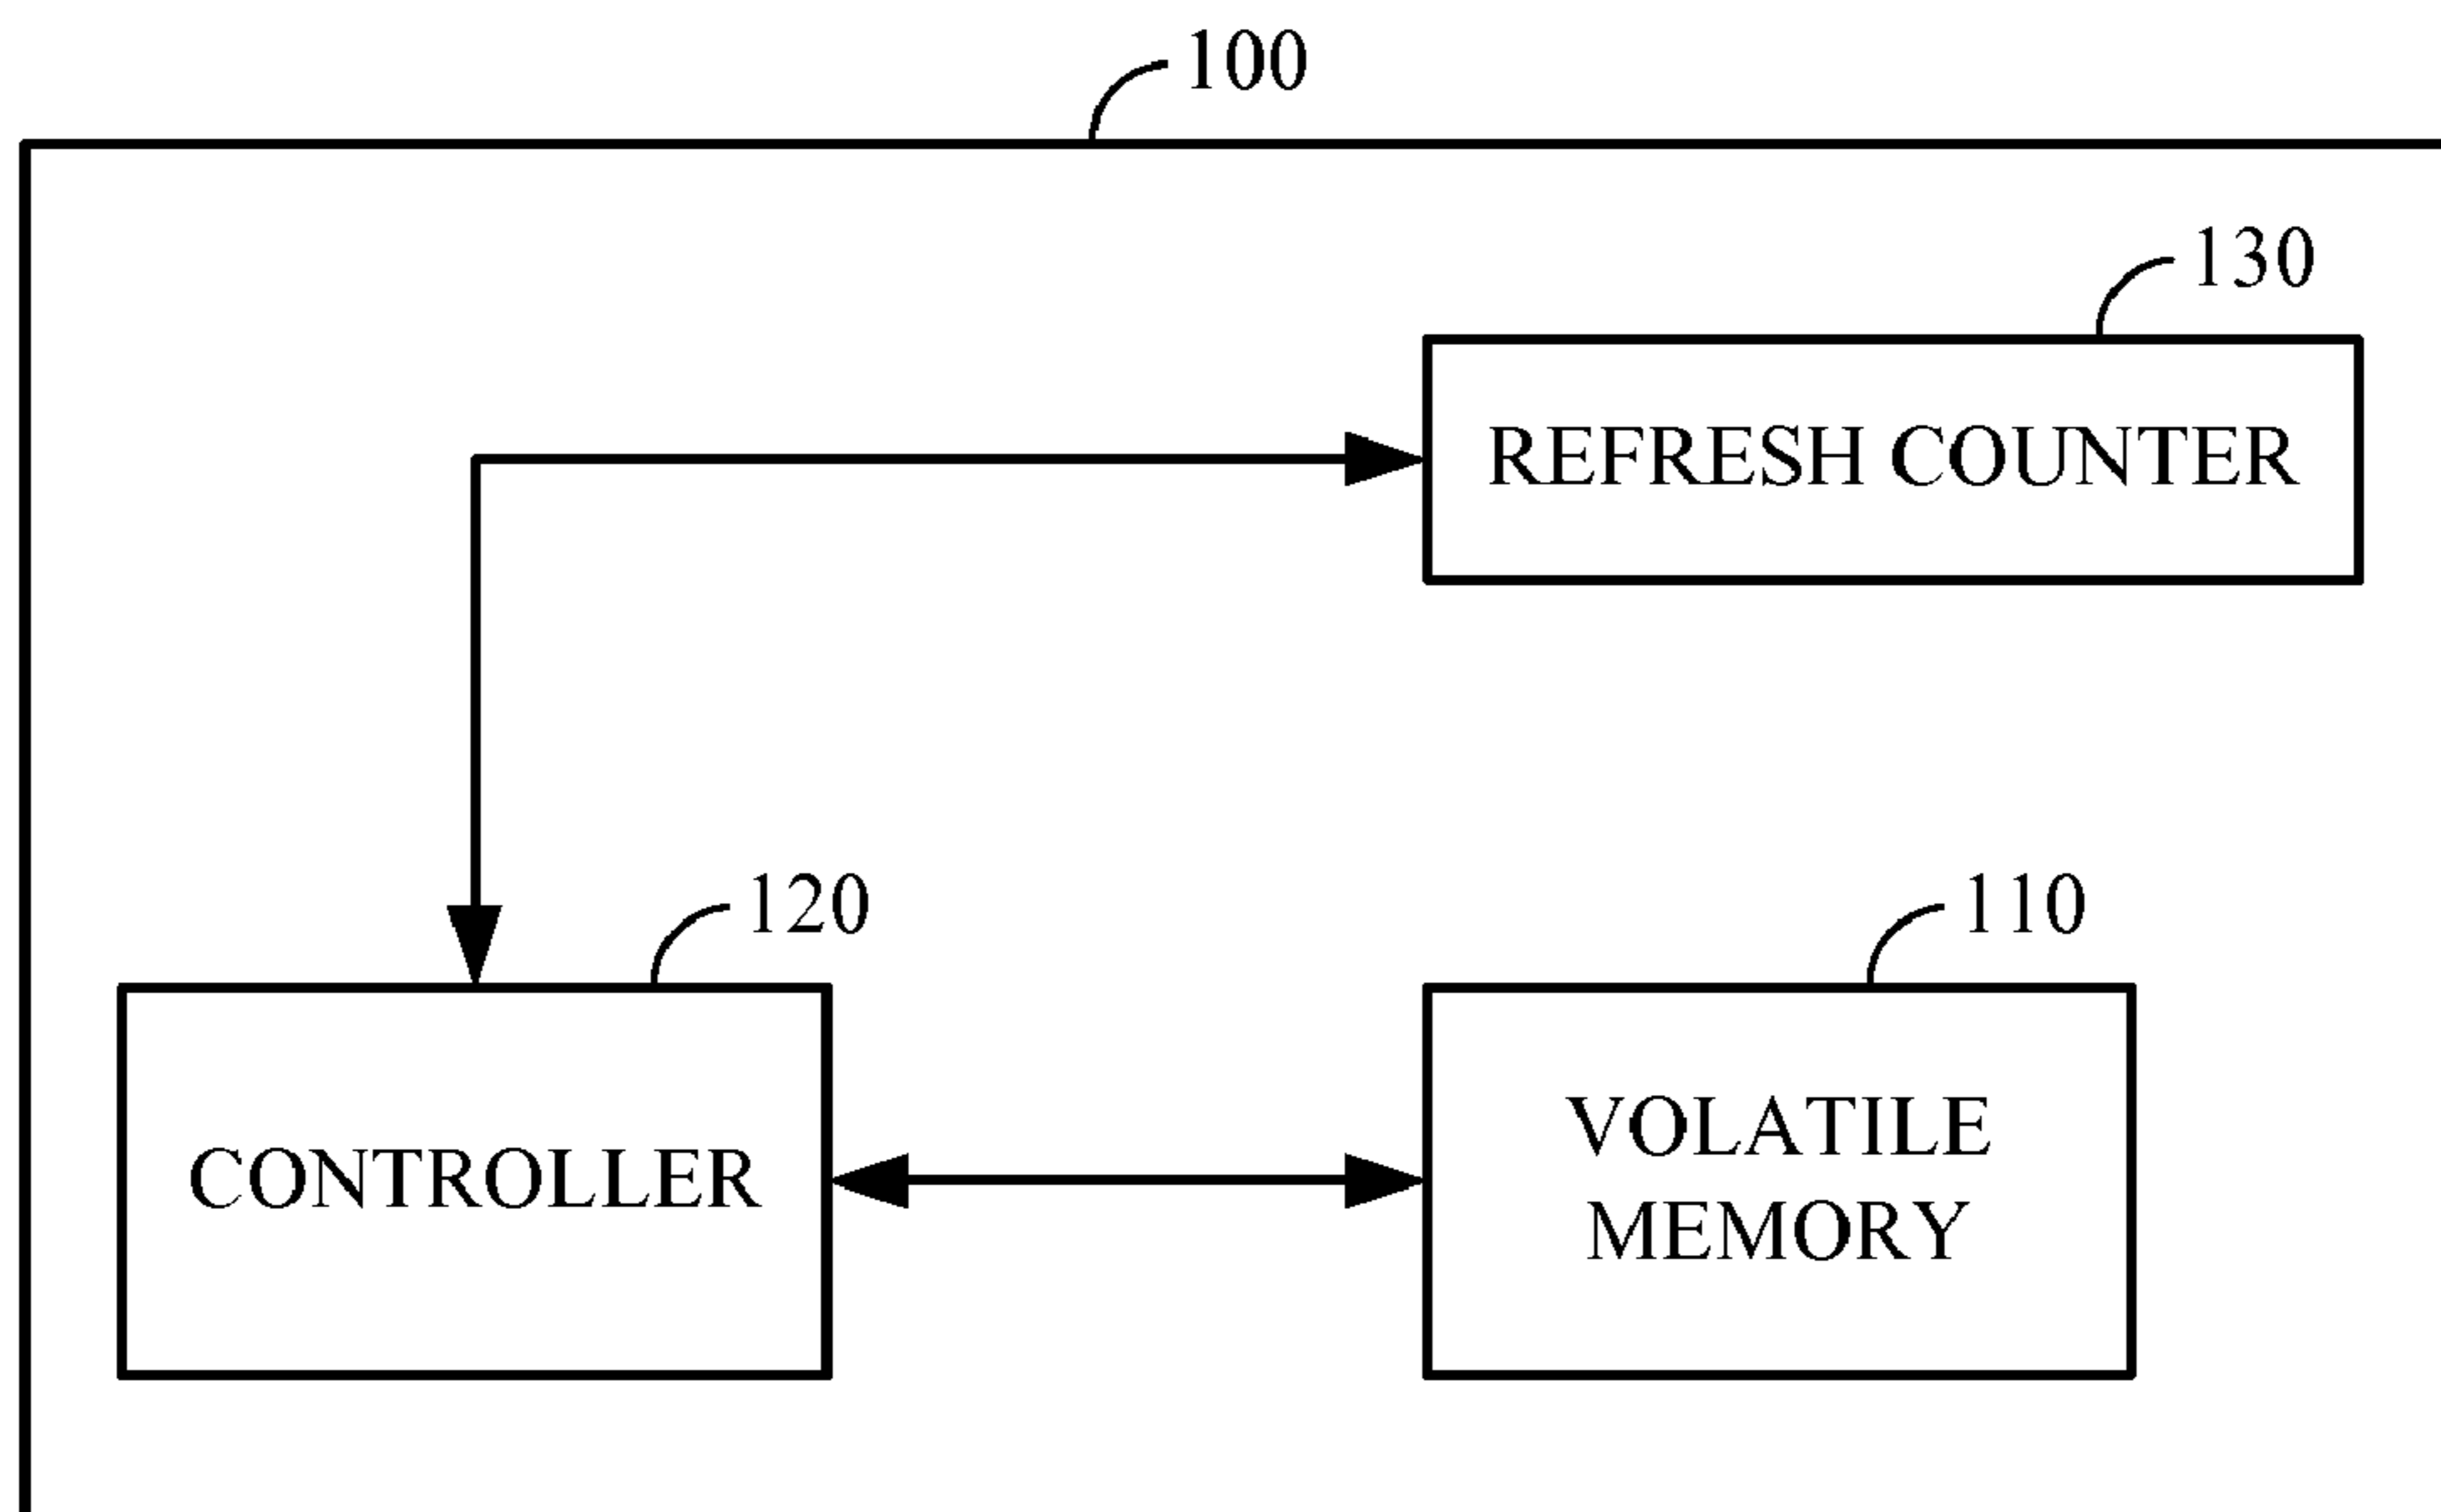 100
130
REFRESH COUNTER
120
110
CONTROLLER
VOLATILE
MEMORY